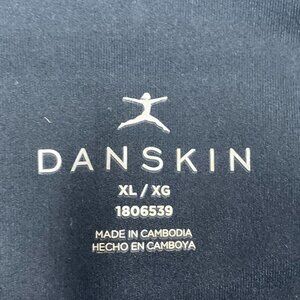 DANSKIN
XL / XG
1806539
MADE IN CAMBODIA
HECHO EN CAMBOYA